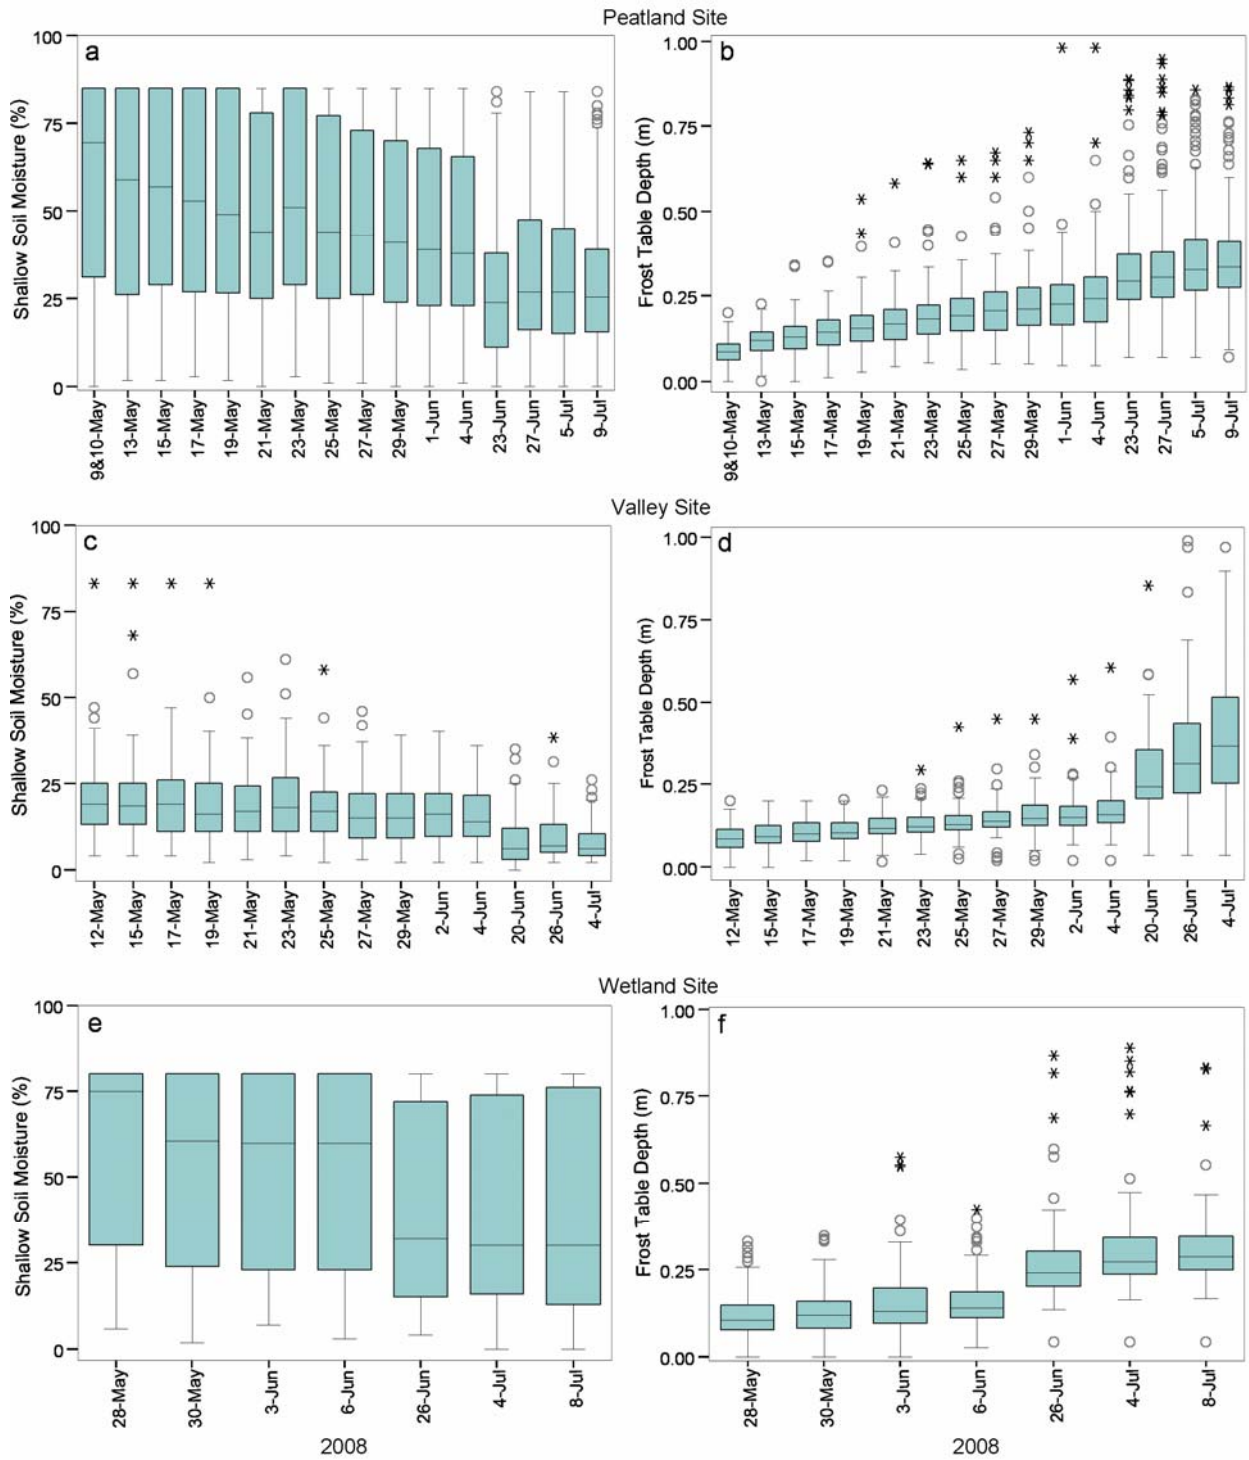 Peatland Site
a
Shallow Soil Moisture (%)
100
75
50
25
0
9&10-May
13-May
15-May
17-May
19-May
21-May
23-May
25-May
27-May
29-May
1-Jun
4-Jun
23-Jun
27-Jun
5-Jul
9-Jul
b
Frost Table Depth (m)
1.00
0.75
0.50
0.25
0.00
9&10-May
13-May
15-May
17-May
19-May
21-May
23-May
25-May
27-May
29-May
1-Jun
4-Jun
23-Jun
27-Jun
5-Jul
9-Jul
Valley Site
c
Shallow Soil Moisture (%)
100
75
50
25
0
12-May
15-May
17-May
19-May
21-May
23-May
25-May
27-May
29-May
2-Jun
4-Jun
20-Jun
26-Jun
4-Jul
d
Frost Table Depth (m)
1.00
0.75
0.50
0.25
0.00
12-May
15-May
17-May
19-May
21-May
23-May
25-May
27-May
29-May
2-Jun
4-Jun
20-Jun
26-Jun
4-Jul
Wetland Site
e
Shallow Soil Moisture (%)
100
75
50
25
0
28-May
30-May
3-Jun
6-Jun
26-Jun
4-Jul
8-Jul
2008
f
Frost Table Depth (m)
1.00
0.75
0.50
0.25
0.00
28-May
30-May
3-Jun
6-Jun
26-Jun
4-Jul
8-Jul
2008